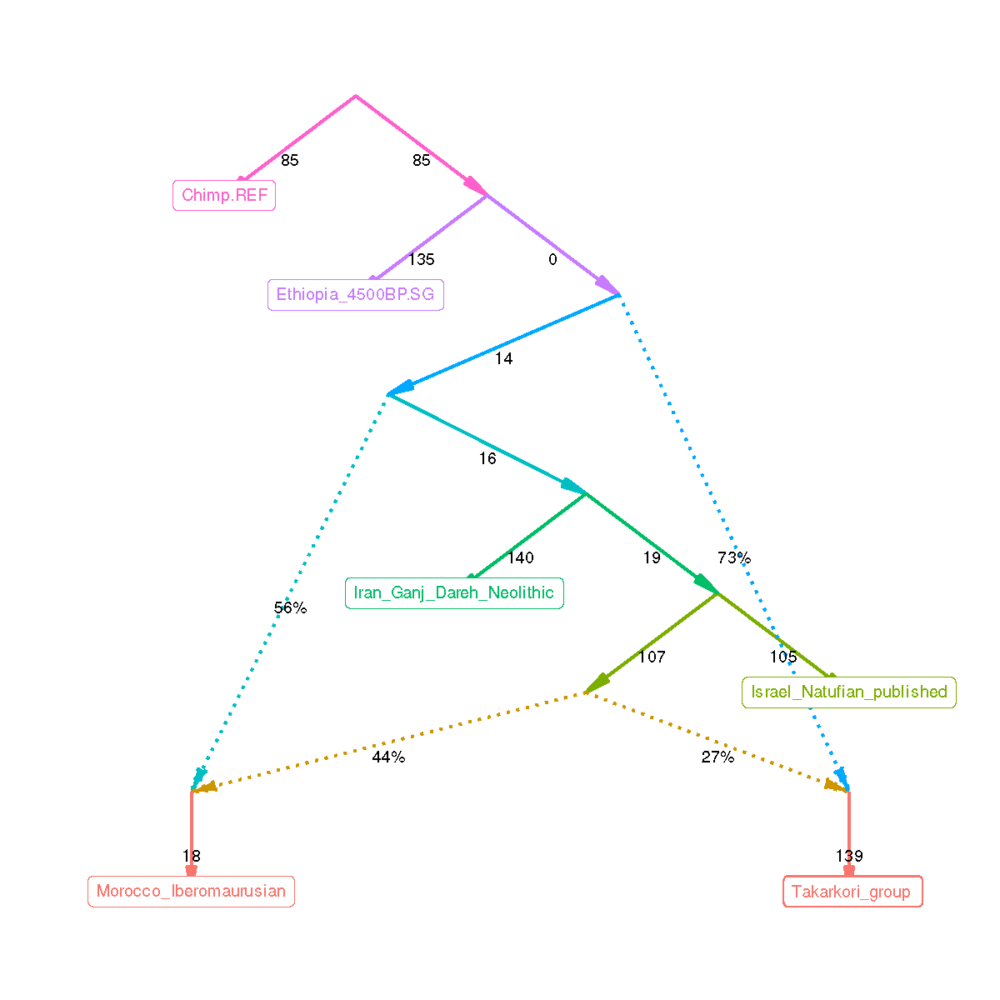 85
85
Chimp.REF
135
0
Ethiopia_4500BP.SG
14
16
140
19
73%
Iran_Ganj_Dareh_Neolithic
56%
107
105
Israel_Natufian_published
44%
27%
18
139
Morocco_Iberomaurusian
Takarkori_group